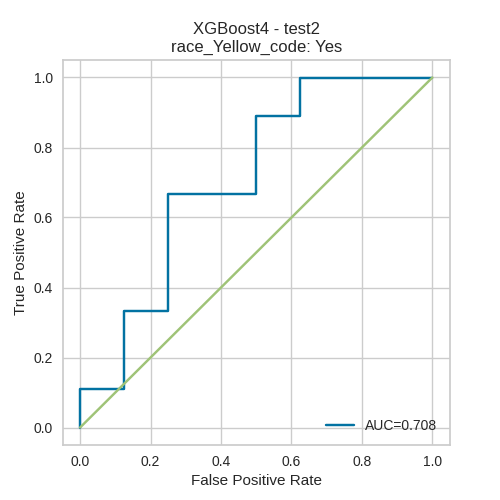 XGBoost4 - test2
race_Yellow_code: Yes
1.0
0.8
0.6
0.4
0.2
0.0
True Positive Rate
AUC=0.708
0.0 0.2 0.4 0.6 0.8 1.0
False Positive Rate